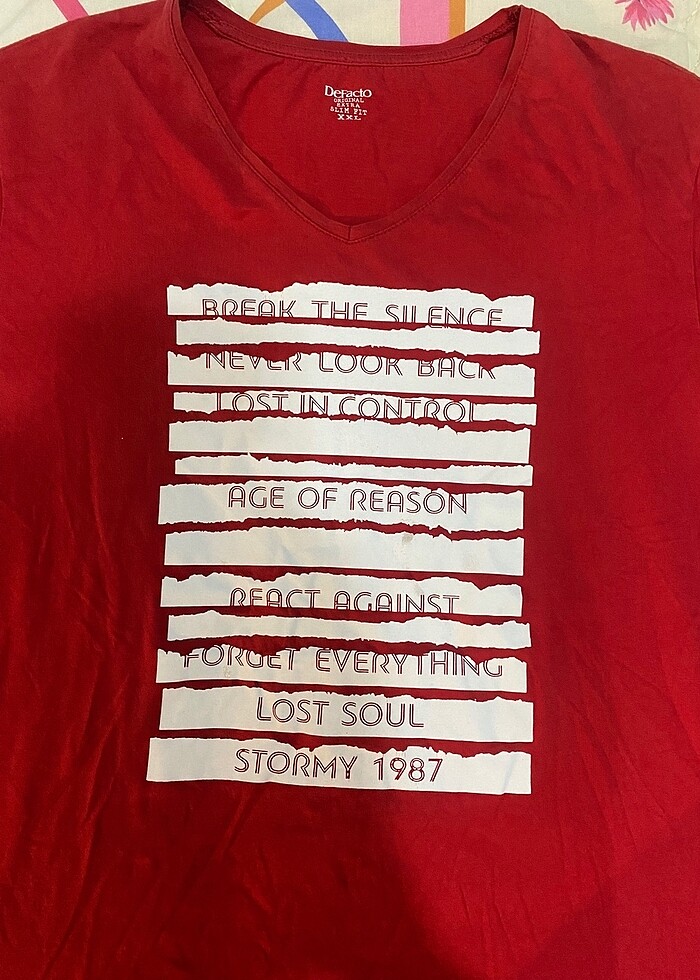 DeFacto
ORIGINAL
EXTRA
SLIM FIT
XXL
BREAK THE SILENCE
NEVER LOOK BACK
LOST IN CONTROL
AGE OF REASON
REACT AGAINST
FORGET EVERYTHING
LOST SOUL
STORMY 1987